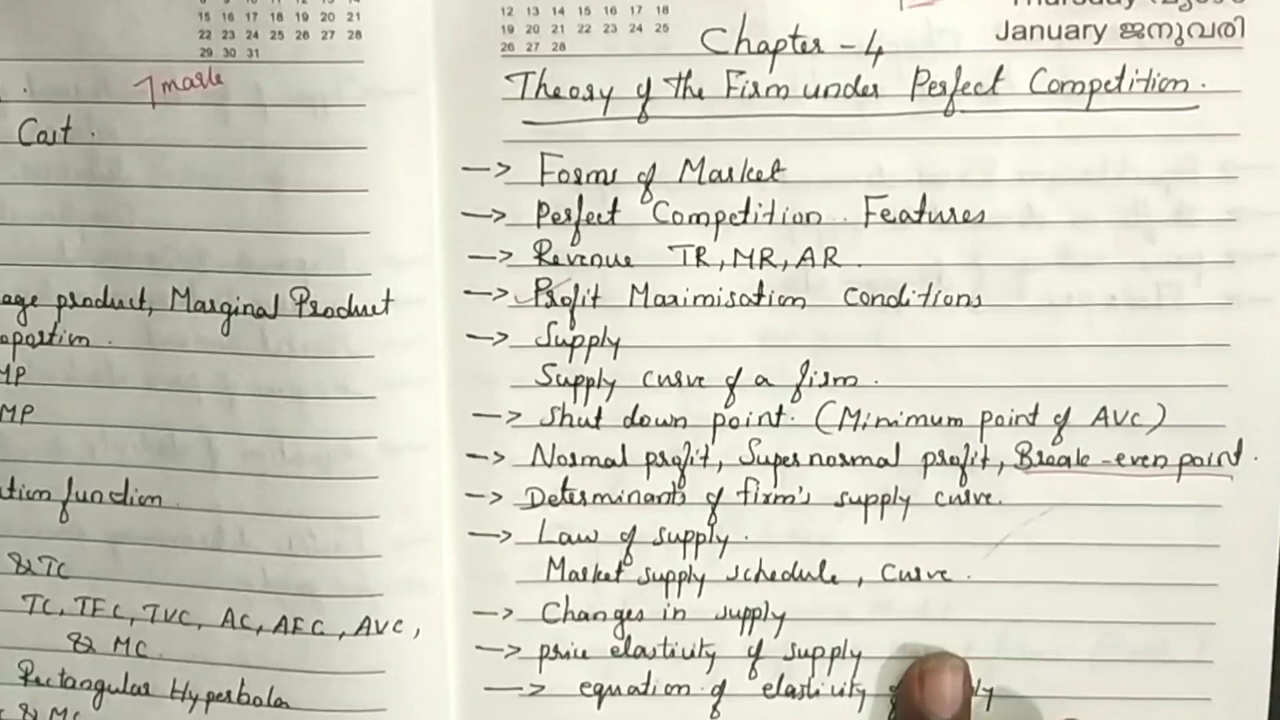 15 16 17 18 19 20 21
22 23 24 25 26 27 28
29 30 31
7 mark
Cost .
age product, Marginal Product
oportion .
MP
MP
tion function .
& TC
TC, TFC, TVC, AC, AFC, AVC,
& MC
Rectangular Hyperbola
& MC
12 13 14 15 16 17 18
19 20 21 22 23 24 25
26 27 28
January ജനുവരി
Chapter - 4
Theory of the Firm under Perfect Competition .
-> Forms of Market
-> Perfect Competition . Features
-> Revenue TR, MR, AR .
-> Profit Maximisation conditions
-> Supply
Supply curve of a firm .
-> Shut down point . (Minimum point of AVC)
-> Normal profit, Supernormal profit, Break-even point .
-> Determinants of firm's supply curve .
-> Law of supply .
Market supply schedule, Curve .
-> Changes in supply
-> price elasticity of supply
-> equation of elasticity